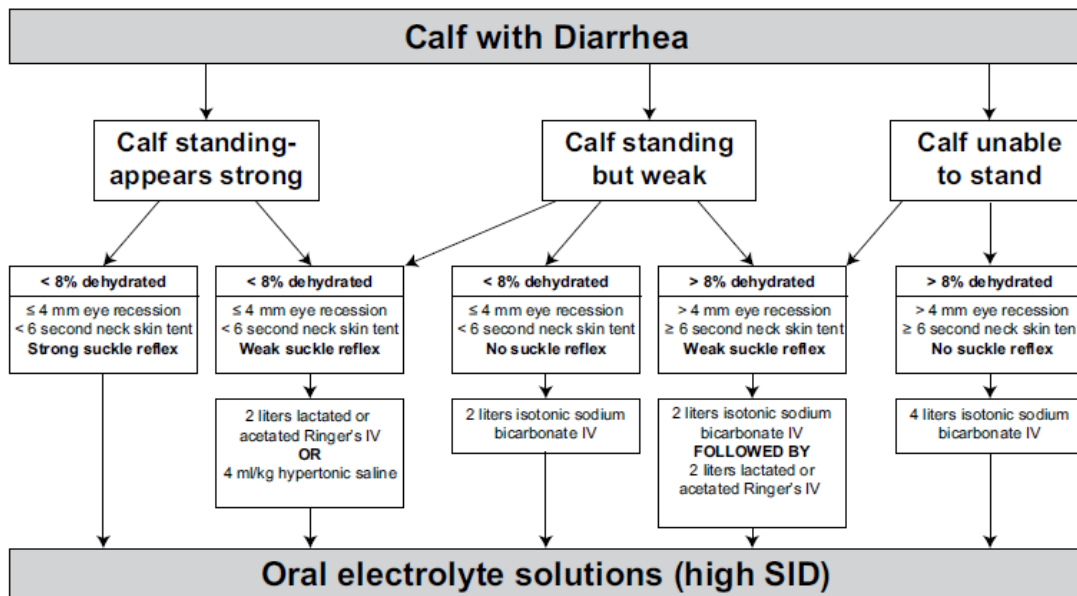 Calf with Diarrhea
Calf standing-
appears strong
Calf standing
but weak
Calf unable
to stand
< 8% dehydrated
≤ 4 mm eye recession
< 6 second neck skin tent
Strong suckle reflex
< 8% dehydrated
≤ 4 mm eye recession
< 6 second neck skin tent
Weak suckle reflex
< 8% dehydrated
≤ 4 mm eye recession
< 6 second neck skin tent
No suckle reflex
> 8% dehydrated
> 4 mm eye recession
≥ 6 second neck skin tent
Weak suckle reflex
> 8% dehydrated
> 4 mm eye recession
≥ 6 second neck skin tent
No suckle reflex
2 liters lactated or
acetated Ringer's IV
OR
4 ml/kg hypertonic saline
2 liters isotonic sodium
bicarbonate IV
2 liters isotonic sodium
bicarbonate IV
FOLLOWED BY
2 liters lactated or
acetated Ringer's IV
4 liters isotonic sodium
bicarbonate IV
Oral electrolyte solutions (high SID)